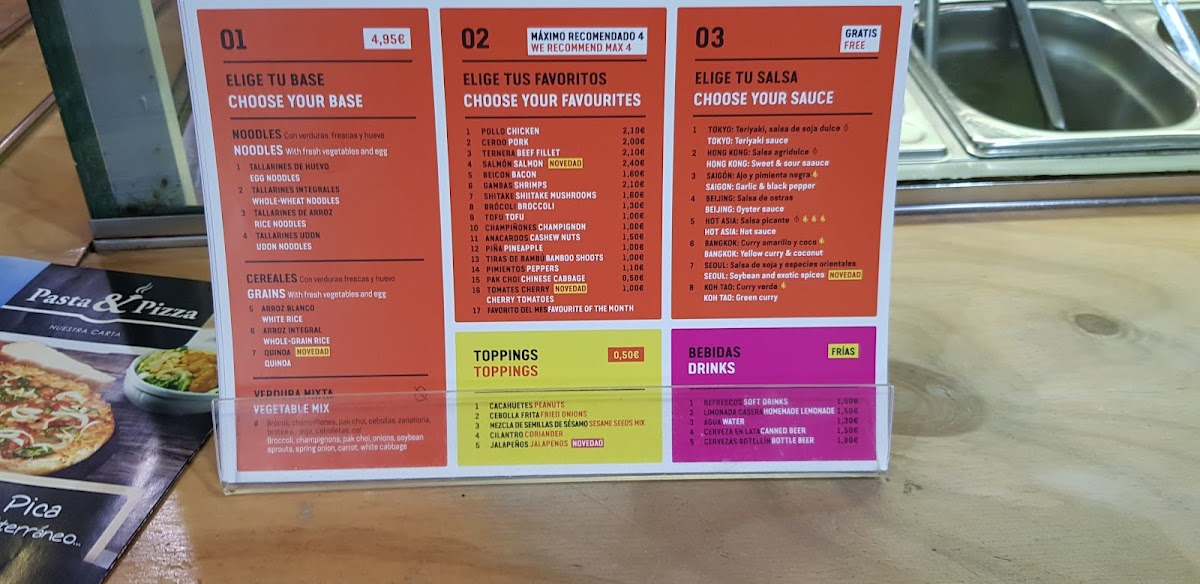 01
4,95€
ELIGE TU BASE
CHOOSE YOUR BASE
NOODLES Con verduras frescas y huevo
NOODLES With fresh vegetables and egg
1 TALLARINES DE HUEVO
EGG NOODLES
2 TALLARINES INTEGRALES
WHOLE-WHEAT NOODLES
3 TALLARINES DE ARROZ
RICE NOODLES
4 TALLARINES UDON
UDON NOODLES
CEREALES Con verduras frescas y huevo
GRAINS With fresh vegetables and egg
5 ARROZ BLANCO
WHITE RICE
6 ARROZ INTEGRAL
WHOLE-GRAIN RICE
7 QUINOA NOVEDAD
QUINOA
VERDURA MIXTA
VEGETABLE MIX
8 Brócoli, champiñones, pak choi, cebollas, zanahoria,
Broccoli, champignons, pak choi, onions, soybean
sprouts, spring onion, carrot, white cabbage
02
MÁXIMO RECOMENDADO 4
WE RECOMMEND MAX 4
ELIGE TUS FAVORITOS
CHOOSE YOUR FAVOURITES
1 POLLO CHICKEN 2,10€
2 CERDO PORK 2,00€
3 TERNERA BEEF FILLET 2,10€
4 SALMÓN SALMON NOVEDAD 2,40€
5 BEICON BACON 1,60€
6 GAMBAS SHRIMPS 2,10€
7 SHITAKE SHIITAKE MUSHROOMS 1,60€
8 BRÓCOLI BROCCOLI 1,30€
9 TOFU TOFU 1,00€
10 CHAMPIÑONES CHAMPIGNON 1,00€
11 ANACARDOS CASHEW NUTS 1,50€
12 PIÑA PINEAPPLE 1,00€
13 TIRAS DE BAMBÚ BAMBOO SHOOTS 1,00€
14 PIMIENTOS PEPPERS 1,10€
15 PAK CHOI CHINESE CABBAGE 0,50€
16 TOMATES CHERRY NOVEDAD 1,00€
CHERRY TOMATOES
17 FAVORITO DEL MES FAVOURITE OF THE MONTH
03
GRATIS
FREE
ELIGE TU SALSA
CHOOSE YOUR SAUCE
1 TOKYO: Teriyaki, salsa de soja dulce
TOKYO: Teriyaki sauce
2 HONG KONG: Salsa agridulce
HONG KONG: Sweet & sour saauce
3 SAIGÓN: Ajo y pimienta negra
SAIGON: Garlic & black pepper
4 BEIJING: Salsa de ostras
BEIJING: Oyster sauce
5 HOT ASIA: Salsa picante
HOT ASIA: Hot sauce
6 BANGKOK: Curry amarillo y coco
BANGKOK: Yellow curry & coconut
7 SEOUL: Salsa de soja y especies orientales
SEOUL: Soybean and exotic spices NOVEDAD
8 KOH TAO: Curry verde
KOH TAO: Green curry
TOPPINGS 0,50€
TOPPINGS
1 CACAHUETES PEANUTS
2 CEBOLLA FRITA FRIED ONIONS
3 MEZCLA DE SEMILLAS DE SÉSAMO SESAME SEEDS MIX
4 CILANTRO CORIANDER
5 JALAPEÑOS JALAPENOS NOVEDAD
BEBIDAS FRÍAS
DRINKS
1 REFRESCOS SOFT DRINKS 1,50€
2 LIMONADA CASERA HOMEMADE LEMONADE 1,50€
3 AGUA WATER 1,30€
4 CERVEZA EN LATA CANNED BEER 1,50€
5 CERVEZAS BOTELLÍN BOTTLE BEER 1,80€
Pasta & Pizza
NUESTRA CARTA
Pica